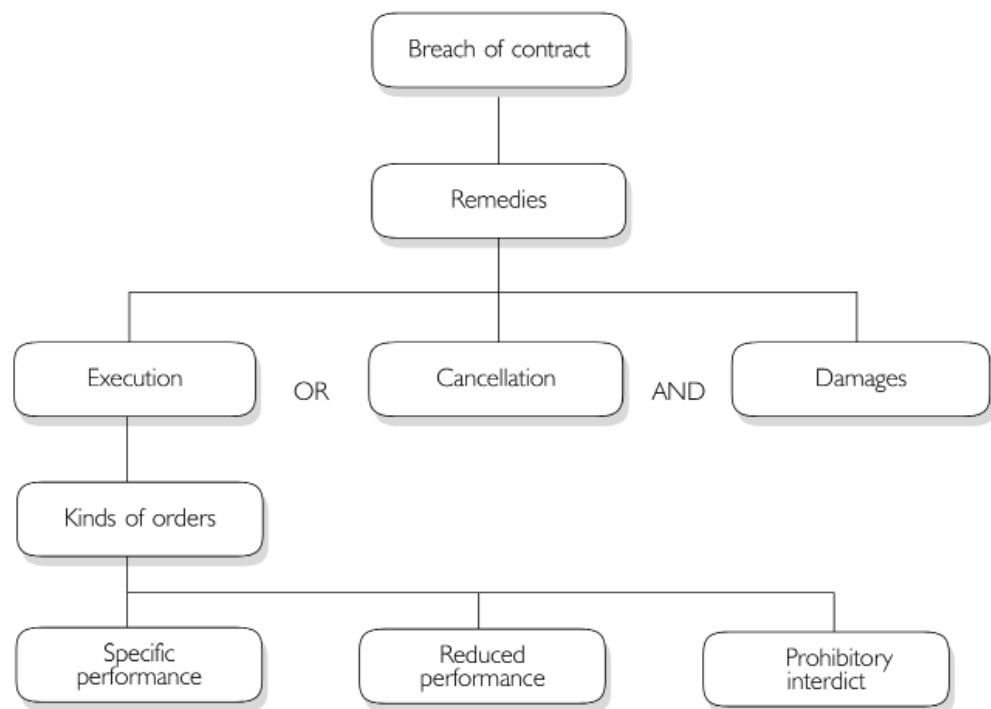 Breach of contract
Remedies
Execution
OR
Cancellation
AND
Damages
Kinds of orders
Specific
performance
Reduced
performance
Prohibitory
interdict